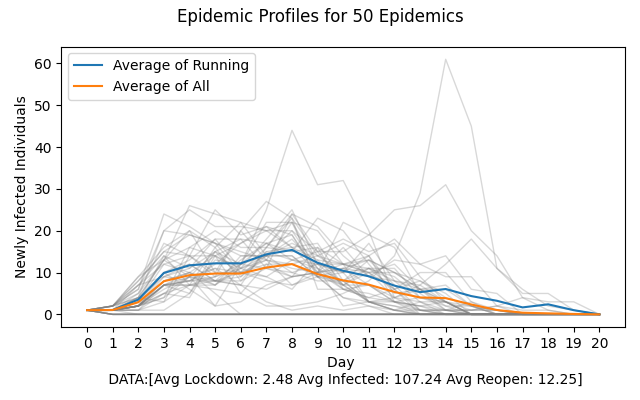 Epidemic Profiles for 50 Epidemics
Average of Running
Average of All
Newly Infected Individuals
60
50
40
30
20
10
0
0 1 2 3 4 5 6 7 8 9 10 11 12 13 14 15 16 17 18 19 20
Day
DATA:[Avg Lockdown: 2.48 Avg Infected: 107.24 Avg Reopen: 12.25]